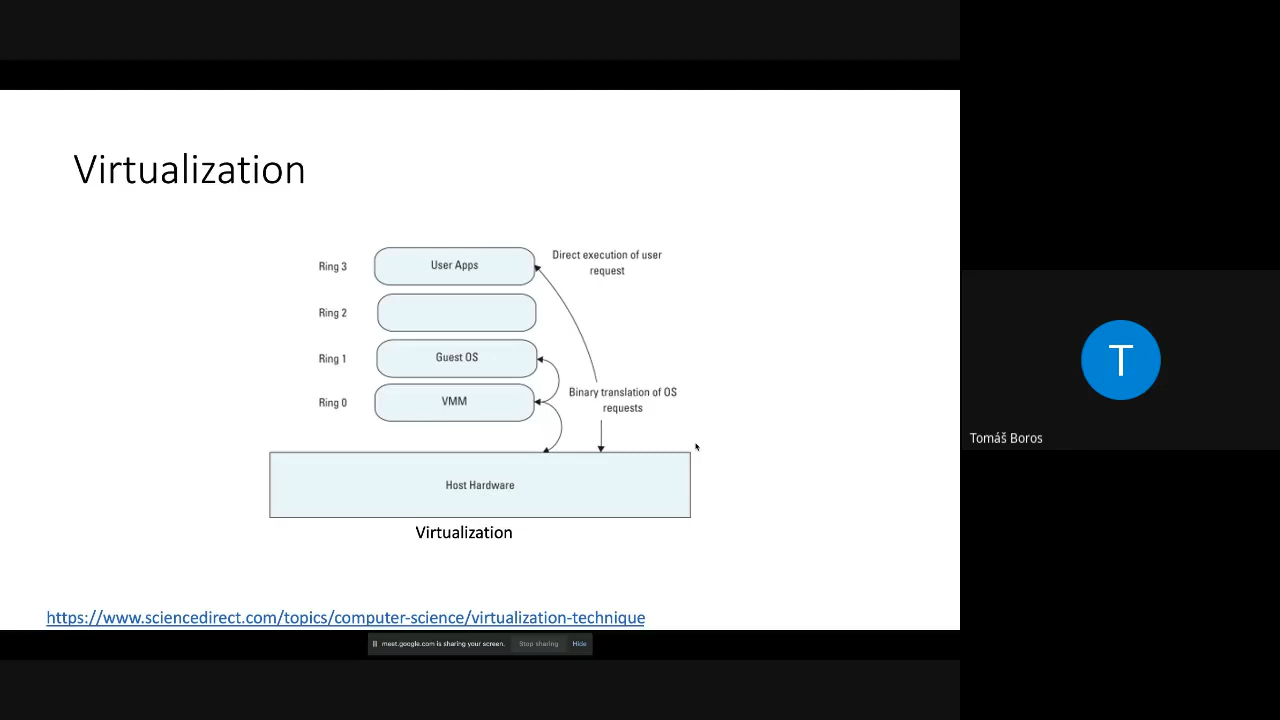 Virtualization
Ring 3
User Apps
Direct execution of user
request
Ring 2
Ring 1
Guest OS
Binary translation of OS
requests
Ring 0
VMM
Host Hardware
Virtualization
https://www.sciencedirect.com/topics/computer-science/virtualization-technique
meet.google.com is sharing your screen.
Stop sharing
Hide
T
Tomáš Boros